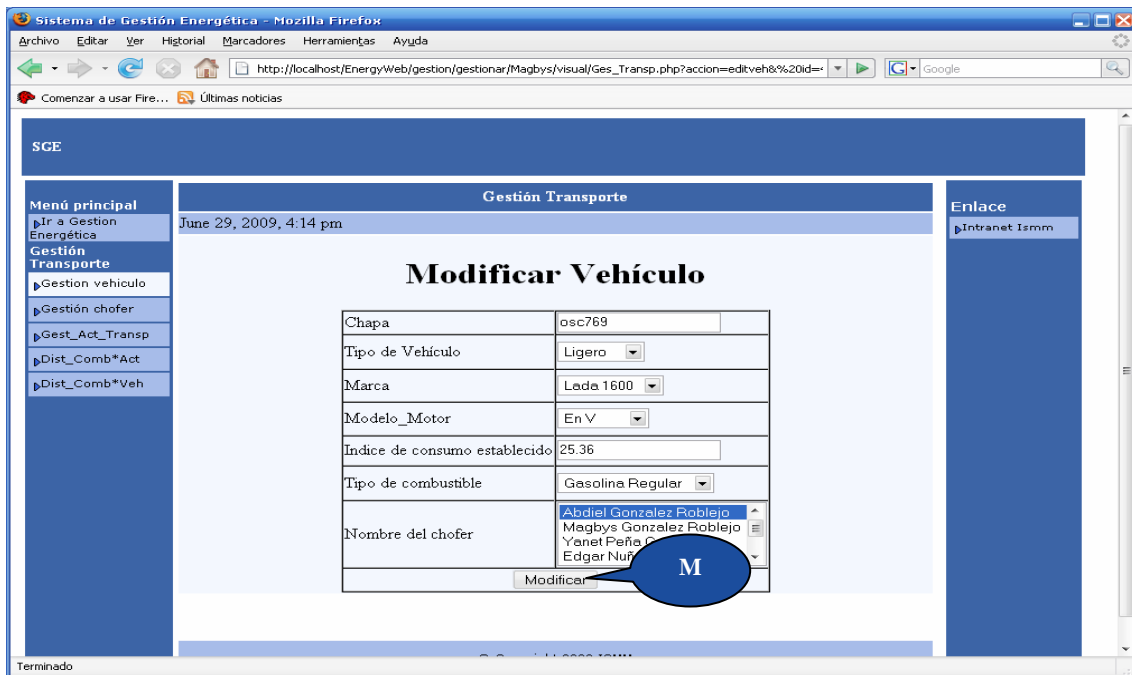 Sistema de Gestión Energética - Mozilla Firefox
Archivo Editar Ver Historial Marcadores Herramientas Ayuda
http://localhost/EnergyWeb/gestion/gestionar/Magbys/visual/Ges_Transp.php?accion=editveh&%20id=
Google
Comenzar a usar Fire... Últimas noticias
SGE
Menú principal
Ir a Gestion
Energética
Gestión
Transporte
Gestion vehiculo
Gestión chofer
Gest_Act_Transp
Dist_Comb*Act
Dist_Comb*Veh
Gestión Transporte
June 29, 2009, 4:14 pm
Modificar Vehículo
Chapa osc769
Tipo de Vehículo Ligero
Marca Lada 1600
Modelo_Motor En V
Indice de consumo establecido 25.36
Tipo de combustible Gasolina Regular
Nombre del chofer
Abdiel Gonzalez Roblejo
Magbys Gonzalez Roblejo
Yanet Peña
Edgar
Modificar
M
Enlace
Intranet Ismm
Terminado